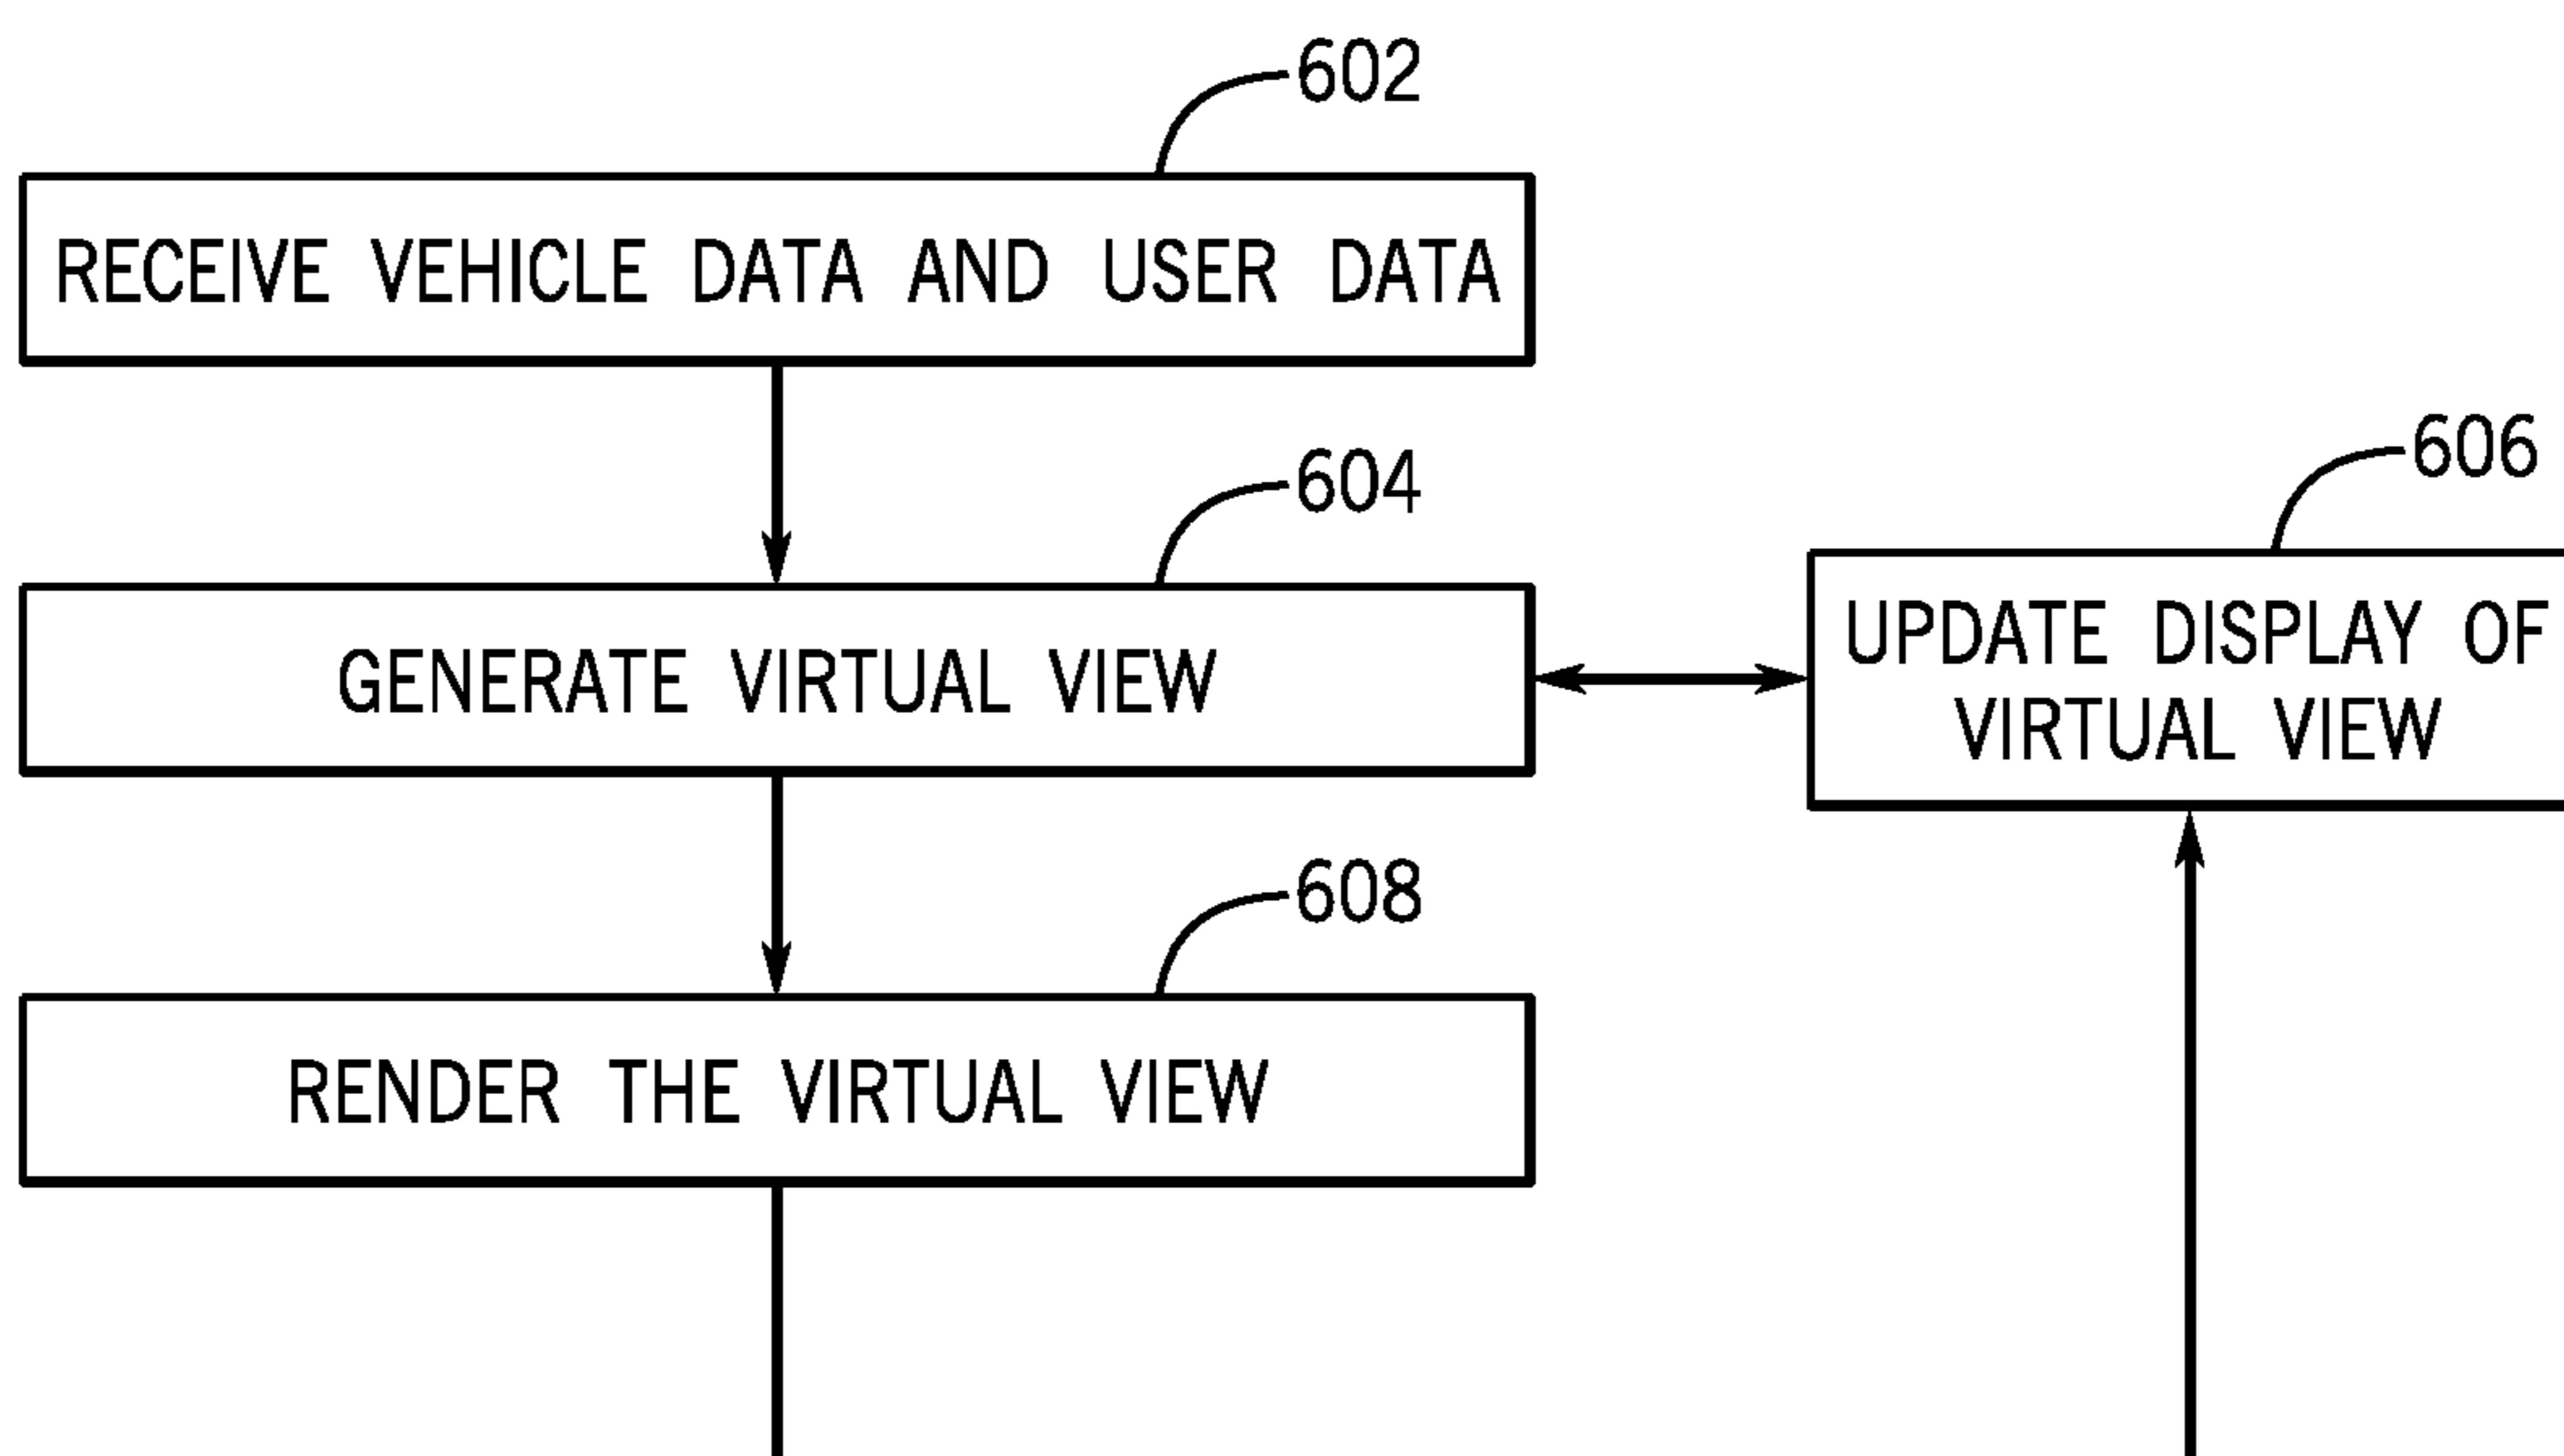 602
RECEIVE VEHICLE DATA AND USER DATA
604
GENERATE VIRTUAL VIEW
606
UPDATE DISPLAY OF
VIRTUAL VIEW
608
RENDER THE VIRTUAL VIEW